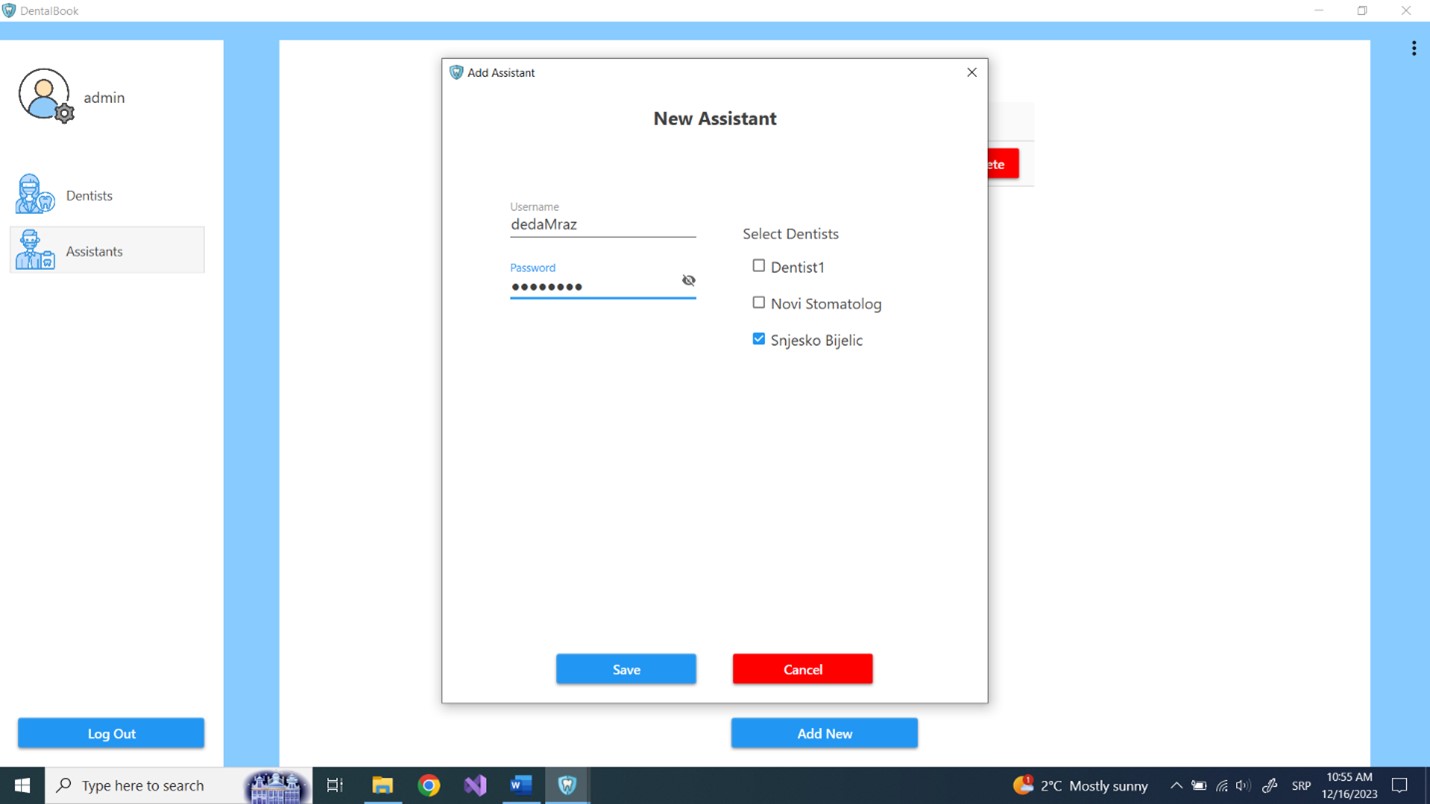 DentalBook
admin
Dentists
Assistants
Log Out
Add Assistant
New Assistant
Username
dedaMraz
Password
Select Dentists
Dentist1
Novi Stomatolog
Snjesko Bijelic
Save
Cancel
ete
Add New
Type here to search
1
2°C Mostly sunny
SRP
10:55 AM
12/16/2023